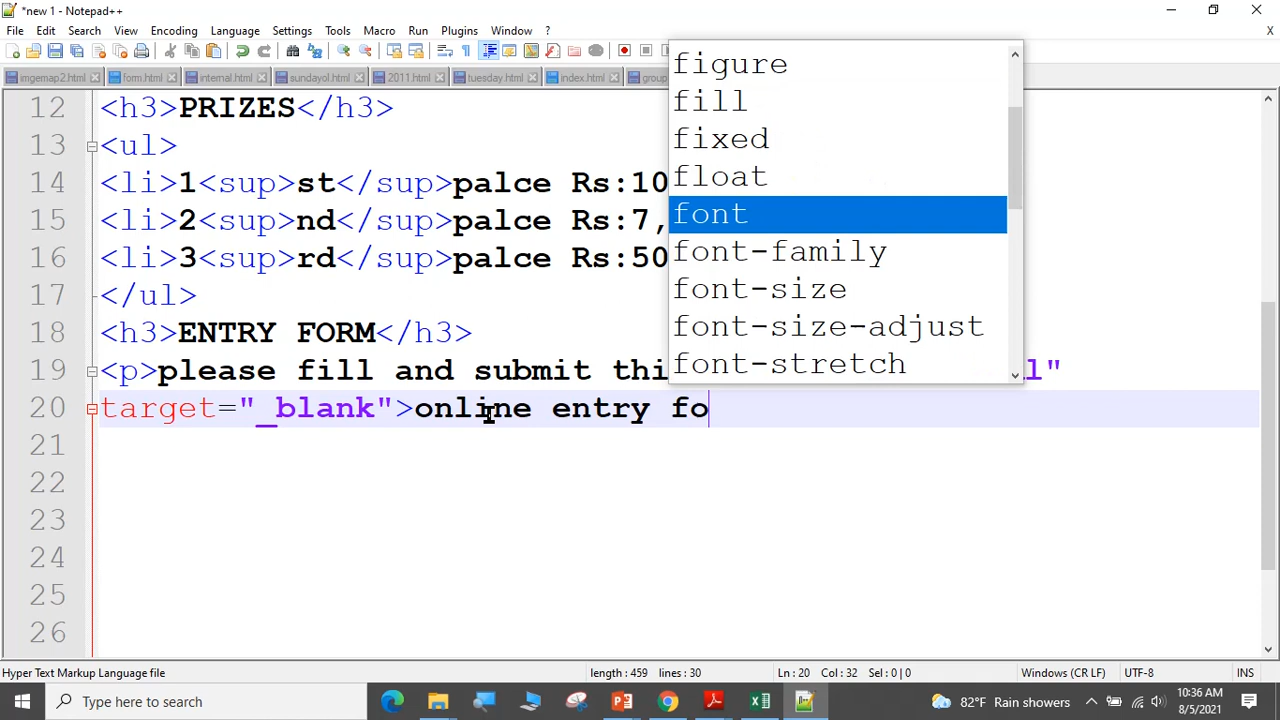 *new 1 - Notepad++
File Edit Search View Encoding Language Settings Tools Macro Run Plugins Window ? X
imgemap2.html form.html internal.html sundayol.html 2011.html tuesday.html index.html group
12 <h3>PRIZES</h3>
13 <ul>
14 <li>1<sup>st</sup>palce Rs:10
15 <li>2<sup>nd</sup>palce Rs:7,
16 <li>3<sup>rd</sup>palce Rs:50
17 </ul>
18 <h3>ENTRY FORM</h3>
19 <p>please fill and submit thi l"
20 target="_blank">online entry fo
21
22
23
24
25
26
figure
fill
fixed
float
font
font-family
font-size
font-size-adjust
font-stretch
Hyper Text Markup Language file length : 459 lines : 30 Ln : 20 Col : 32 Sel : 0 | 0 Windows (CR LF) UTF-8 INS
Type here to search 82°F Rain showers 10:36 AM
8/5/2021